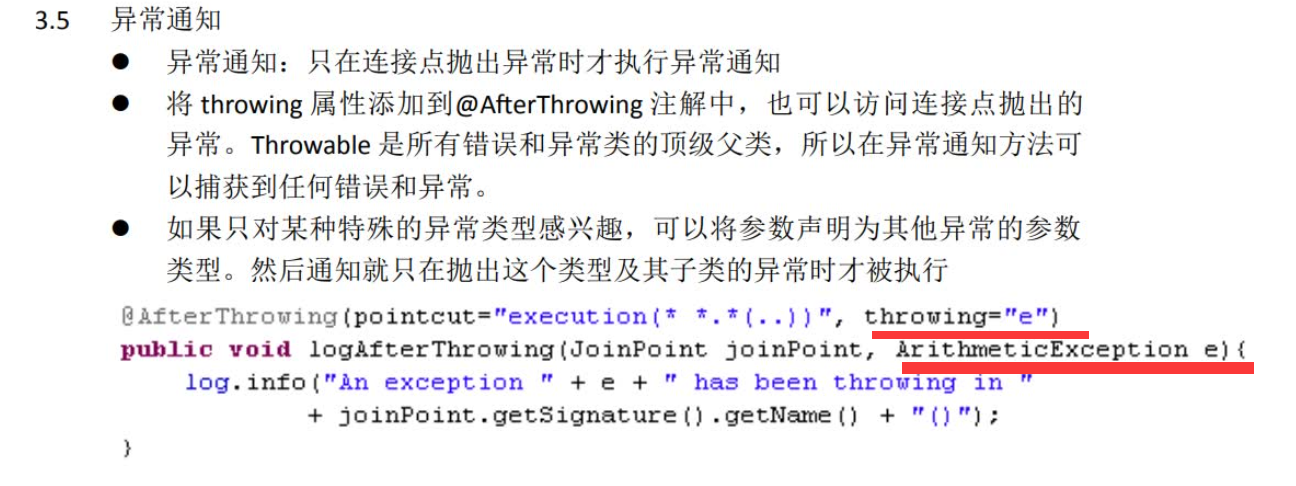 3.5 异常通知
● 异常通知：只在连接点抛出异常时才执行异常通知
● 将 throwing 属性添加到@AfterThrowing 注解中，也可以访问连接点抛出的
异常。Throwable 是所有错误和异常类的顶级父类，所以在异常通知方法可
以捕获到任何错误和异常。
● 如果只对某种特殊的异常类型感兴趣，可以将参数声明为其他异常的参数
类型。然后通知就只在抛出这个类型及其子类的异常时才被执行
@AfterThrowing(pointcut="execution(* *.*(..))", throwing="e")
public void logAfterThrowing(JoinPoint joinPoint, ArithmeticException e){
log.info("An exception " + e + " has been throwing in "
+ joinPoint.getSignature().getName() + "()");
}